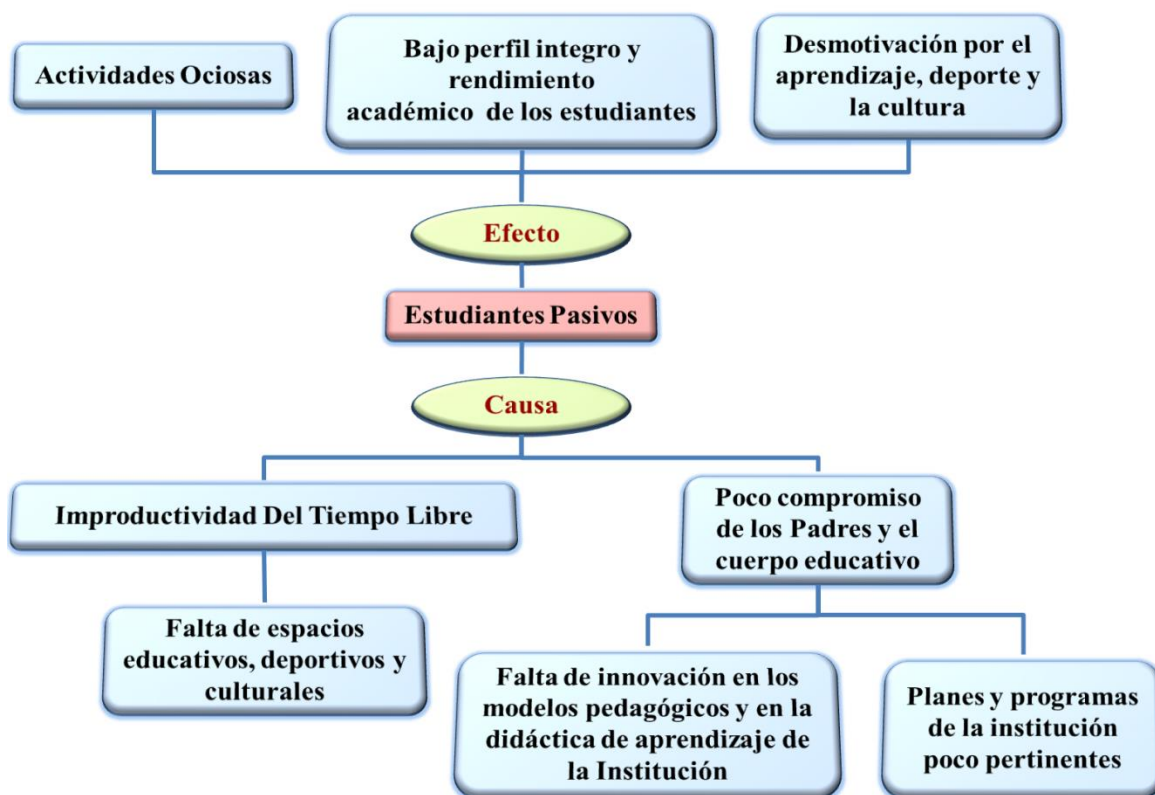 Actividades Ociosas
Bajo perfil integro y
rendimiento
académico de los estudiantes
Desmotivación por el
aprendizaje, deporte y
la cultura
Efecto
Estudiantes Pasivos
Causa
Improductividad Del Tiempo Libre
Poco compromiso
de los Padres y el
cuerpo educativo
Falta de espacios
educativos, deportivos y
culturales
Falta de innovación en los
modelos pedagógicos y en la
didáctica de aprendizaje de
la Institución
Planes y programas
de la institución
poco pertinentes